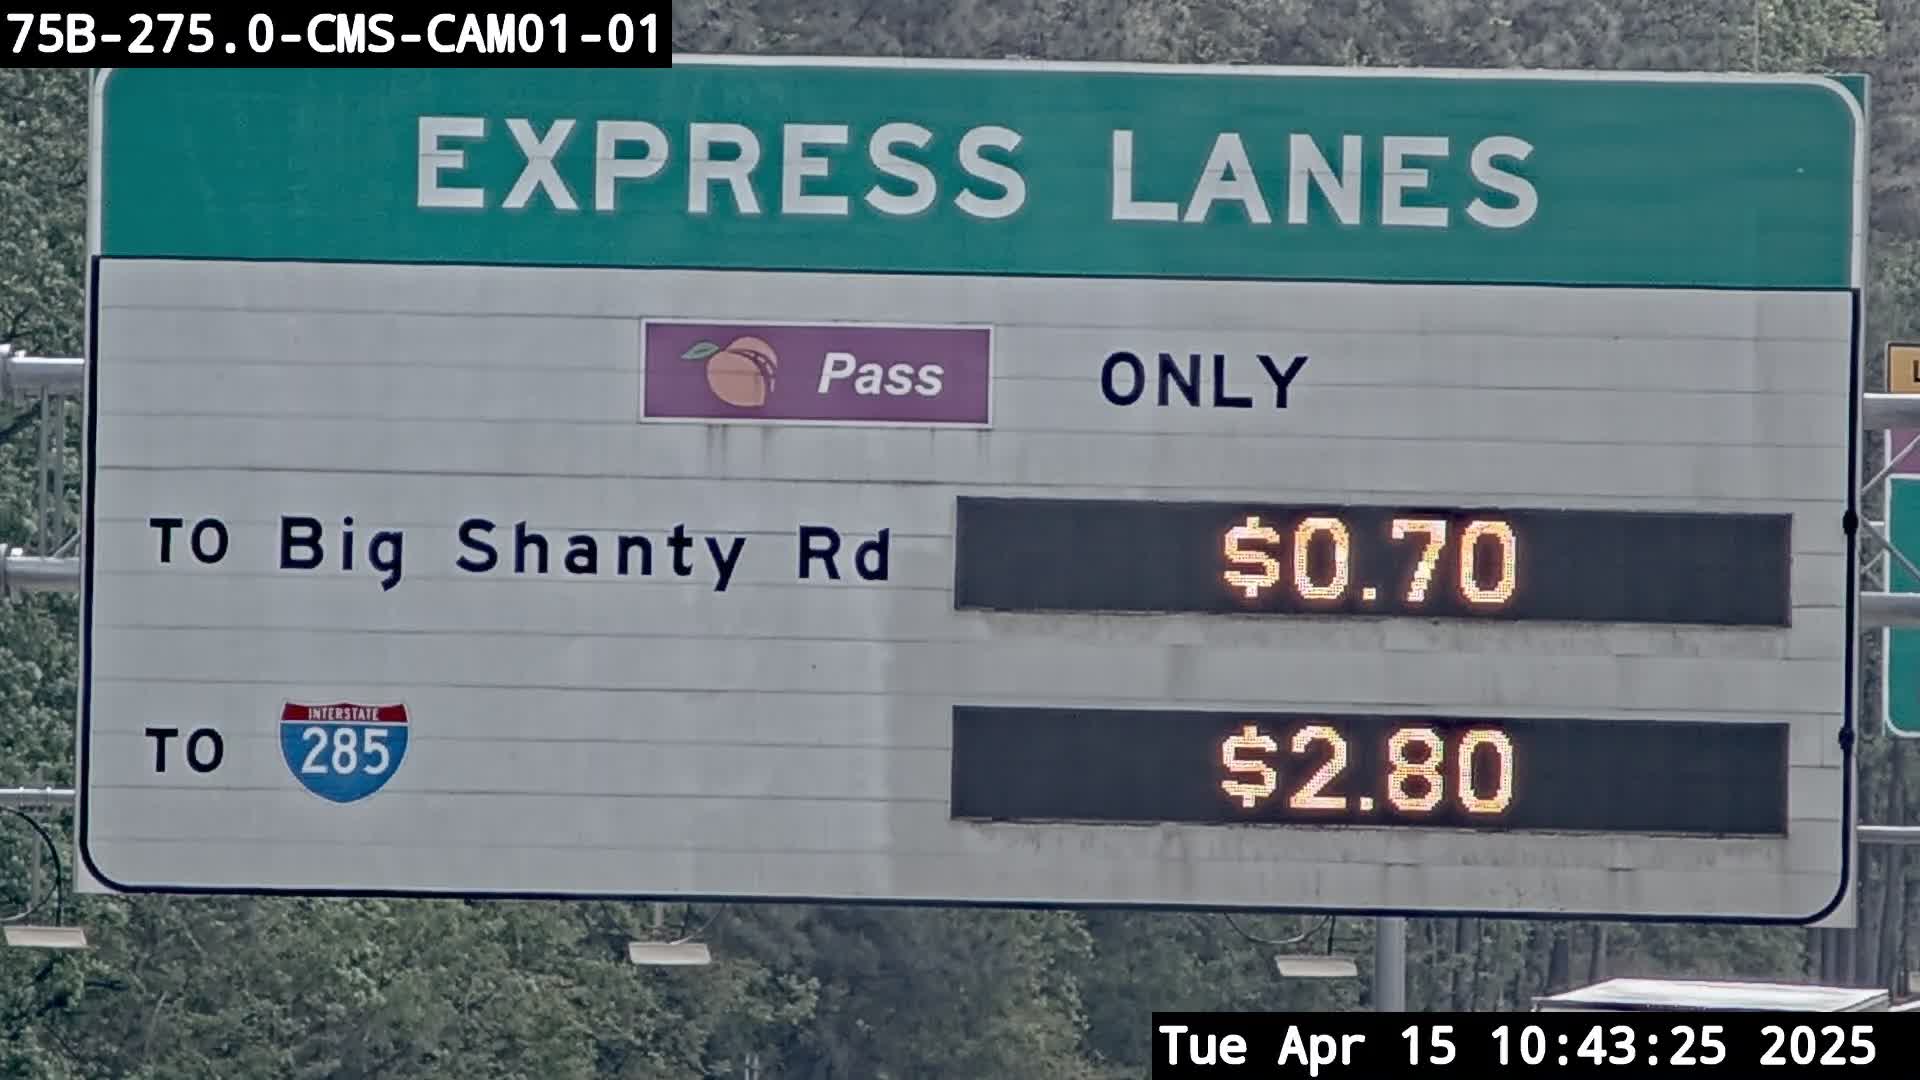 75B-275.0-CMS-CAM01-01
EXPRESS LANES
Pass ONLY
TO Big Shanty Rd $0.70
TO INTERSTATE 285 $2.80
Tue Apr 15 10:43:25 2025